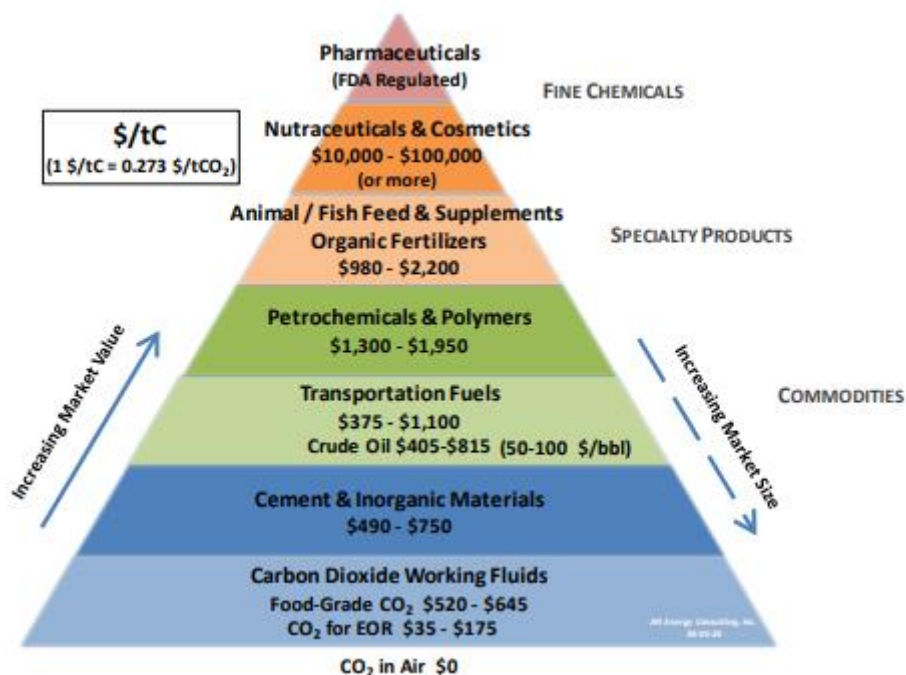 Pharmaceuticals
(FDA Regulated)
FINE CHEMICALS
$/tC
(1 $/tC = 0.273 $/tCO₂)
Nutraceuticals & Cosmetics
$10,000 - $100,000
(or more)
Animal / Fish Feed & Supplements
Organic Fertilizers
$980 - $2,200
SPECIALTY PRODUCTS
Petrochemicals & Polymers
$1,300 - $1,950
Increasing Market Value
Increasing Market Size
Transportation Fuels
$375 - $1,100
Crude Oil $405-$815 (50-100 $/bbl)
COMMODITIES
Cement & Inorganic Materials
$490 - $750
Carbon Dioxide Working Fluids
Food-Grade CO₂ $520 - $645
CO₂ for EOR $35 - $175
Energy Consulting, Inc.
CO₂ in Air $0